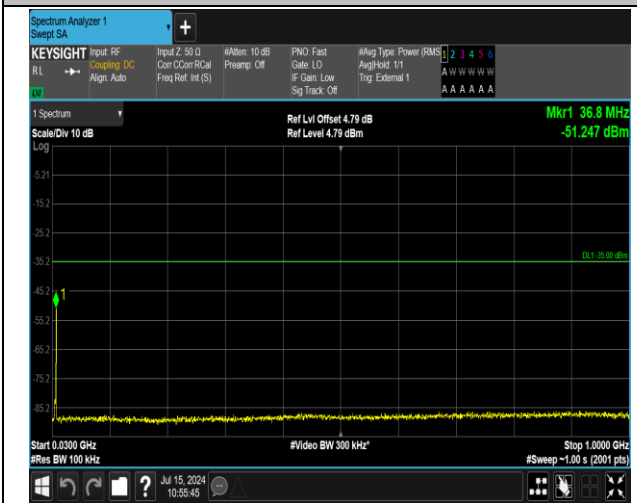 Spectrum Analyzer 1
Swept SA
+
KEYSIGHT
RL
Input: RF
Coupling: DC
Align: Auto
Input Z: 50 Ω
Corr CCorr RCal
Freq Ref: Int (S)
#Atten: 10 dB
Preamp: Off
PNO: Fast
Gate: LO
IF Gain: Low
Sig Track: Off
#Avg Type: Power (RMS
Avg|Hold: 1/1
Trig: External 1
1 2 3 4 5 6
A W W W W W
A A A A A A
1 Spectrum
Scale/Div 10 dB
Log
Ref Lvl Offset 4.79 dB
Ref Level 4.79 dBm
Mkr1 36.8 MHz
-51.247 dBm
-5.21
-15.2
-25.2
-35.2
DL1 -35.00 dBm
-45.2
1
-55.2
-65.2
-75.2
-85.2
Start 0.0300 GHz
#Res BW 100 kHz
#Video BW 300 kHz*
Stop 1.0000 GHz
#Sweep ~1.00 s (2001 pts)
?
Jul 15, 2024
10:55:45